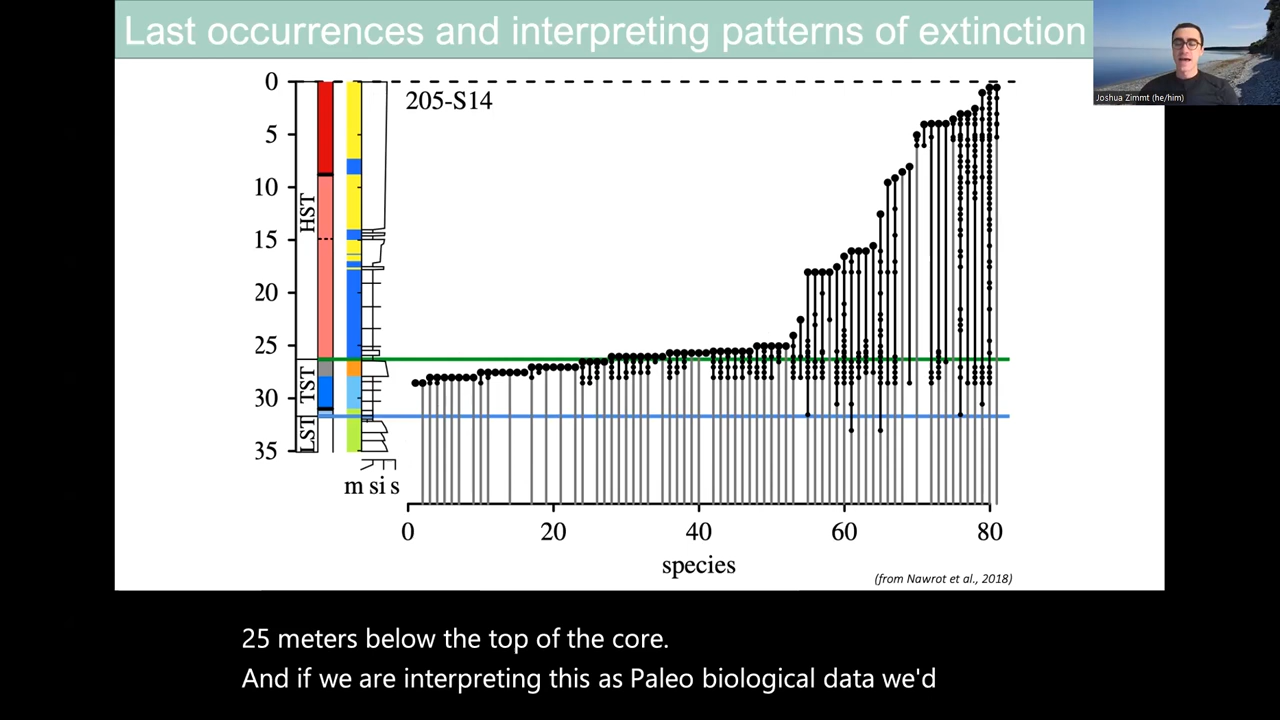 Last occurrences and interpreting patterns of extinction
Joshua Zimmt (he/him)
0
205-S14
5
10
HST
15
20
25
TST
30
LST
35
m si s
0 20 40 60 80
species
(from Nawrot et al., 2018)
25 meters below the top of the core.
And if we are interpreting this as Paleo biological data we'd